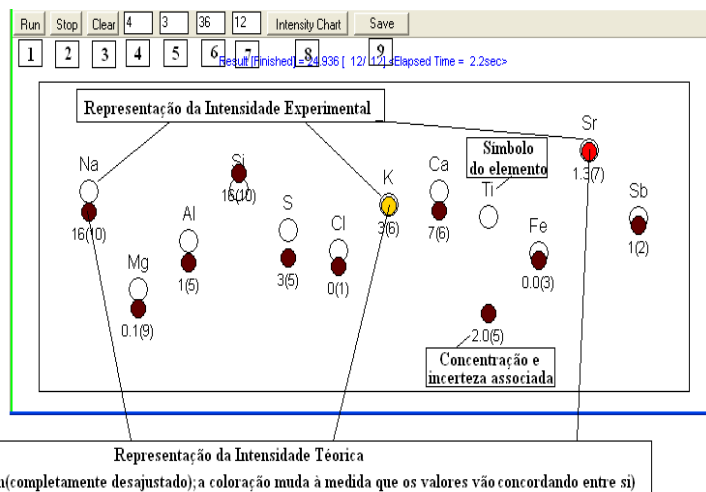 Run Stop Clear 4 3 36 12 Intensity Chart Save
1 2 3 4 5 6 7 8 9
Result [Finished] = 24.936 [ 12/ 12] <Elapsed Time = 2.2sec>
Representação da Intensidade Experimental
Sr
Símbolo
do elemento
1.3(7)
Na
Si
Ca
K
Ti
Sb
16(10)
16(10)
Al
S
Cl
3(6)
7(6)
Fe
1(2)
Mg
1(5)
3(5)
0(1)
0.0(3)
0.1(9)
2.0(5)
Concentração e
incerteza associada
Representação da Intensidade Téorica
(completamente desajustado); a coloração muda à medida que os valores vão concordando entre si)